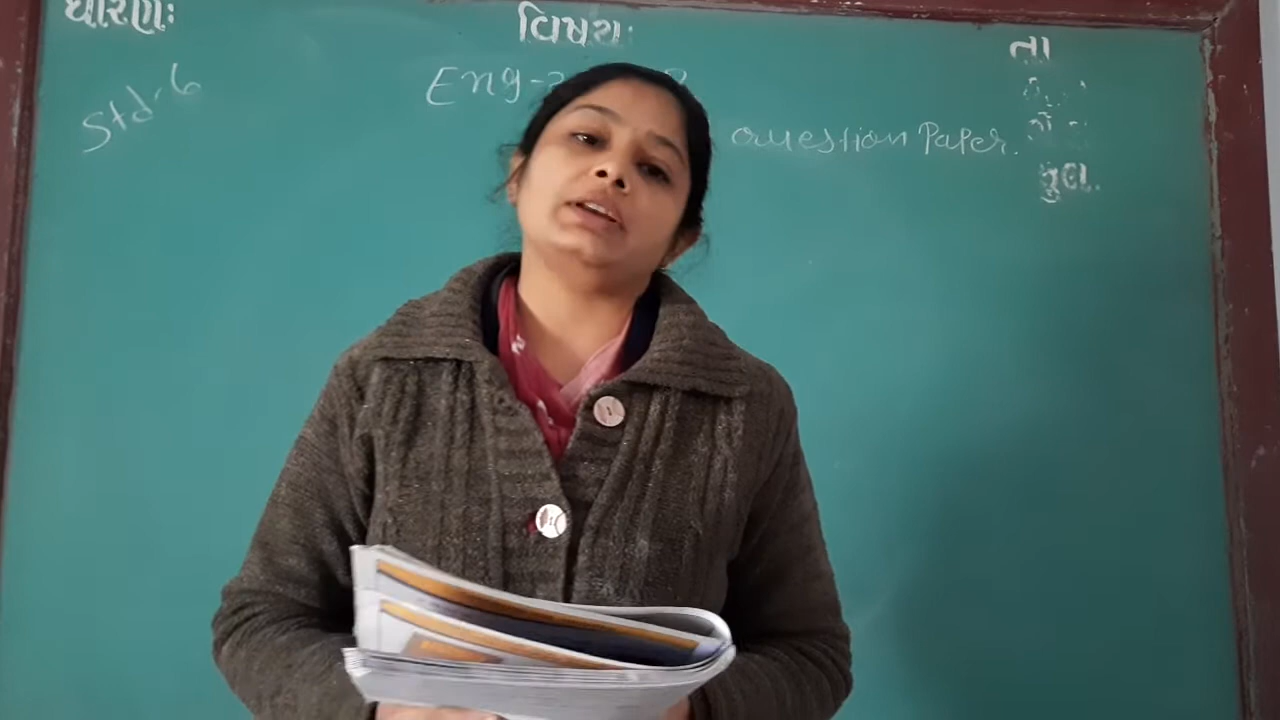 ધોરણઃ
વિષયઃ
તા
Std-6
Eng-
Question Paper.
કુલ.